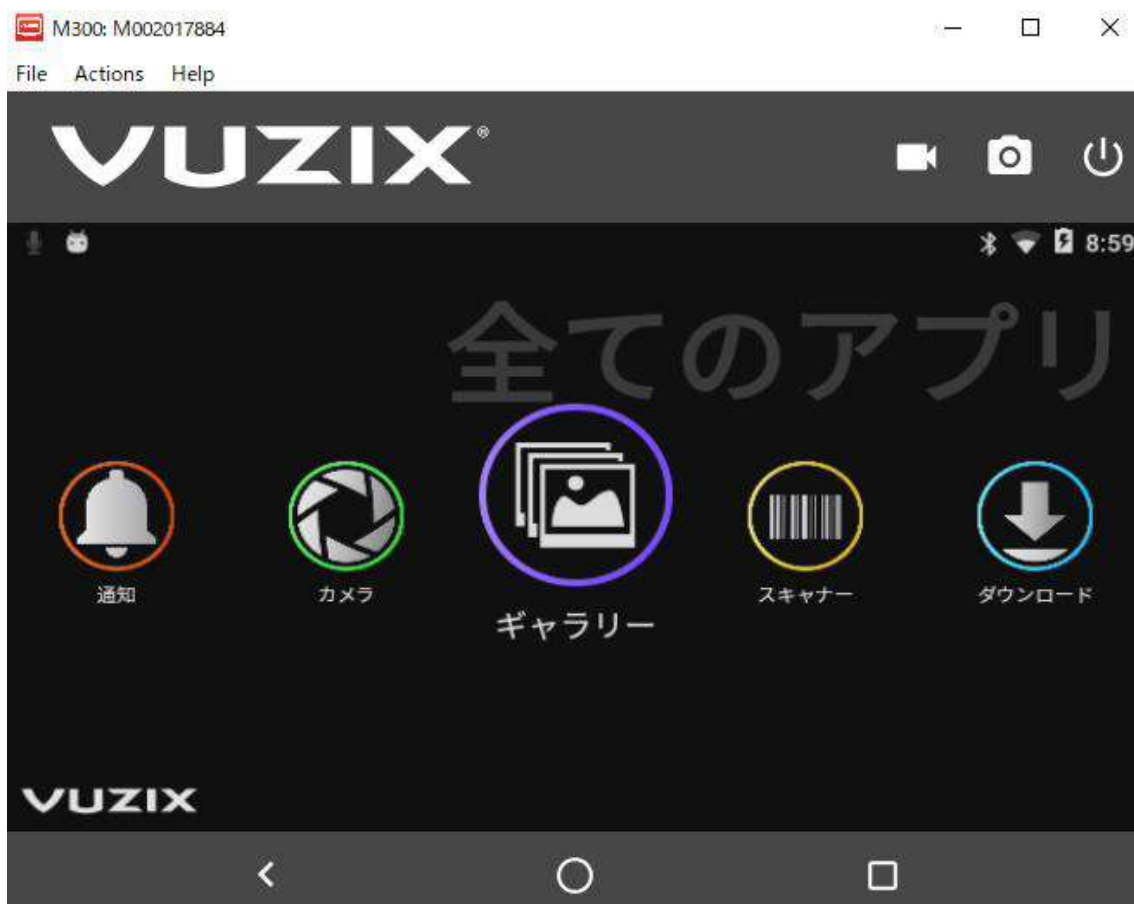 M300: M002017884
File Actions Help
VUZIX®
8:59
全てのアプリ
通知 カメラ ギャラリー スキャナー ダウンロード
VUZIX